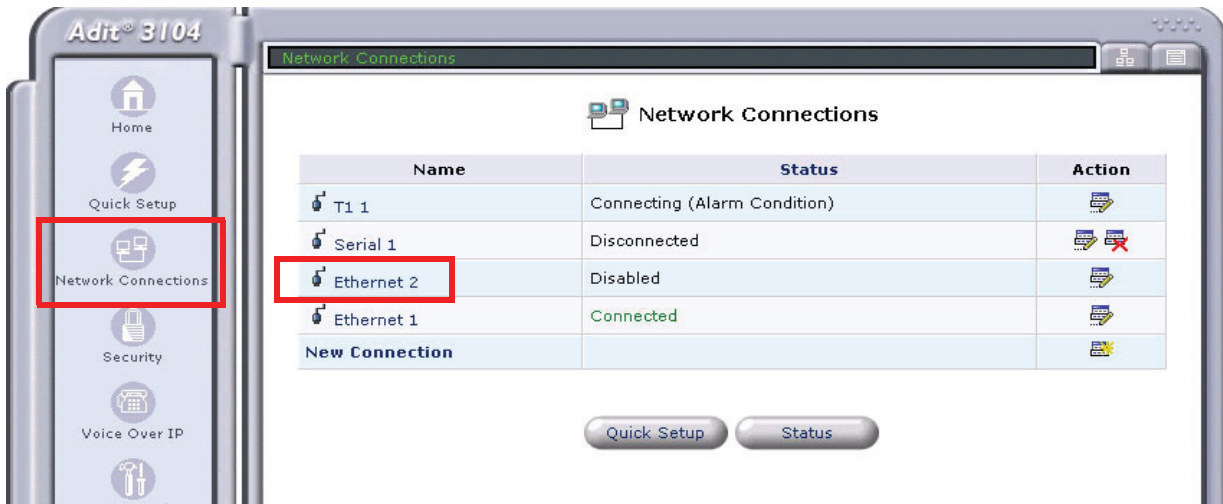 Adit® 3104
Network Connections
Home
Quick Setup
Network Connections
Security
Voice Over IP
Network Connections
Name Status Action
T1 1 Connecting (Alarm Condition)
Serial 1 Disconnected
Ethernet 2 Disabled
Ethernet 1 Connected
New Connection
Quick Setup Status